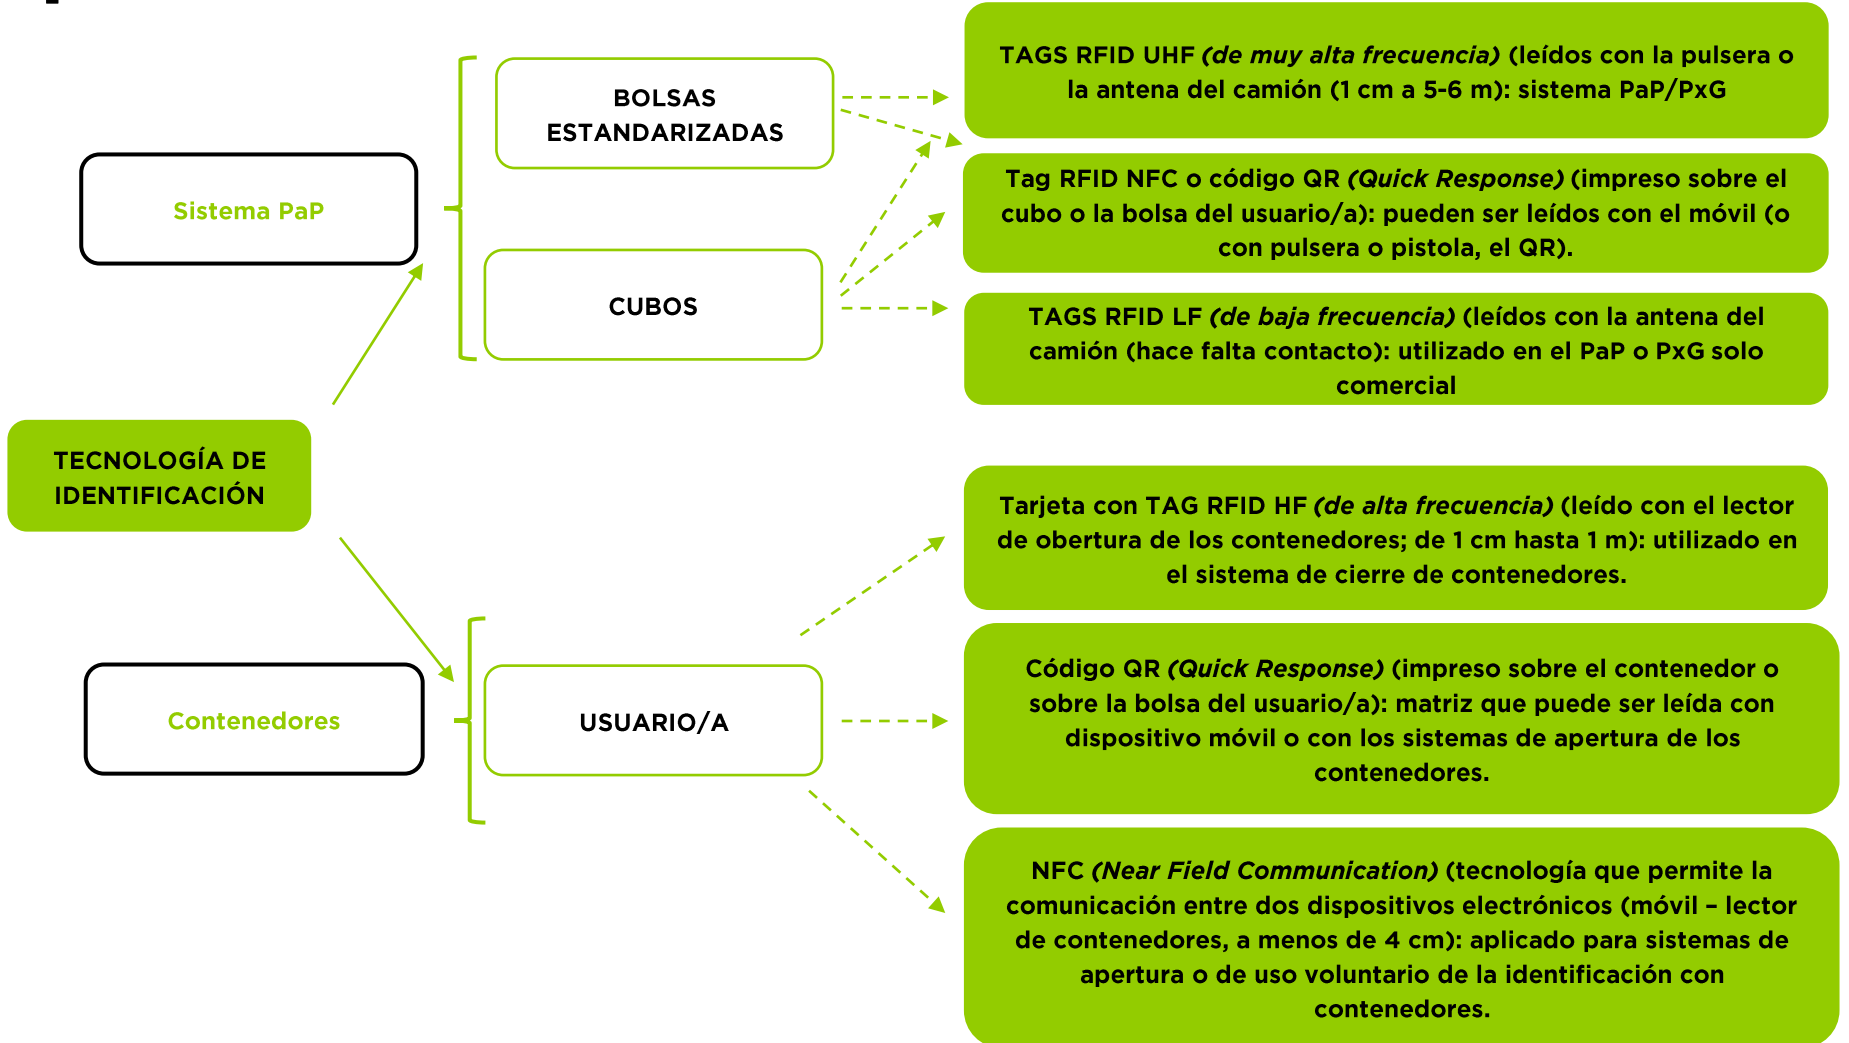 TAGS RFID UHF (de muy alta frecuencia) (leídos con la pulsera o
la antena del camión (1 cm a 5-6 m): sistema PaP/PxG
BOLSAS
ESTANDARIZADAS
Sistema PaP
Tag RFID NFC o código QR (Quick Response) (impreso sobre el
cubo o la bolsa del usuario/a): pueden ser leídos con el móvil (o
con pulsera o pistola, el QR).
CUBOS
TAGS RFID LF (de baja frecuencia) (leídos con la antena del
camión (hace falta contacto): utilizado en el PaP o PxG solo
comercial
TECNOLOGÍA DE
IDENTIFICACIÓN
Tarjeta con TAG RFID HF (de alta frecuencia) (leído con el lector
de obertura de los contenedores; de 1 cm hasta 1 m): utilizado en
el sistema de cierre de contenedores.
Contenedores
USUARIO/A
Código QR (Quick Response) (impreso sobre el contenedor o
sobre la bolsa del usuario/a): matriz que puede ser leída con
dispositivo móvil o con los sistemas de apertura de los
contenedores.
NFC (Near Field Communication) (tecnología que permite la
comunicación entre dos dispositivos electrónicos (móvil – lector
de contenedores, a menos de 4 cm): aplicado para sistemas de
apertura o de uso voluntario de la identificación con
contenedores.